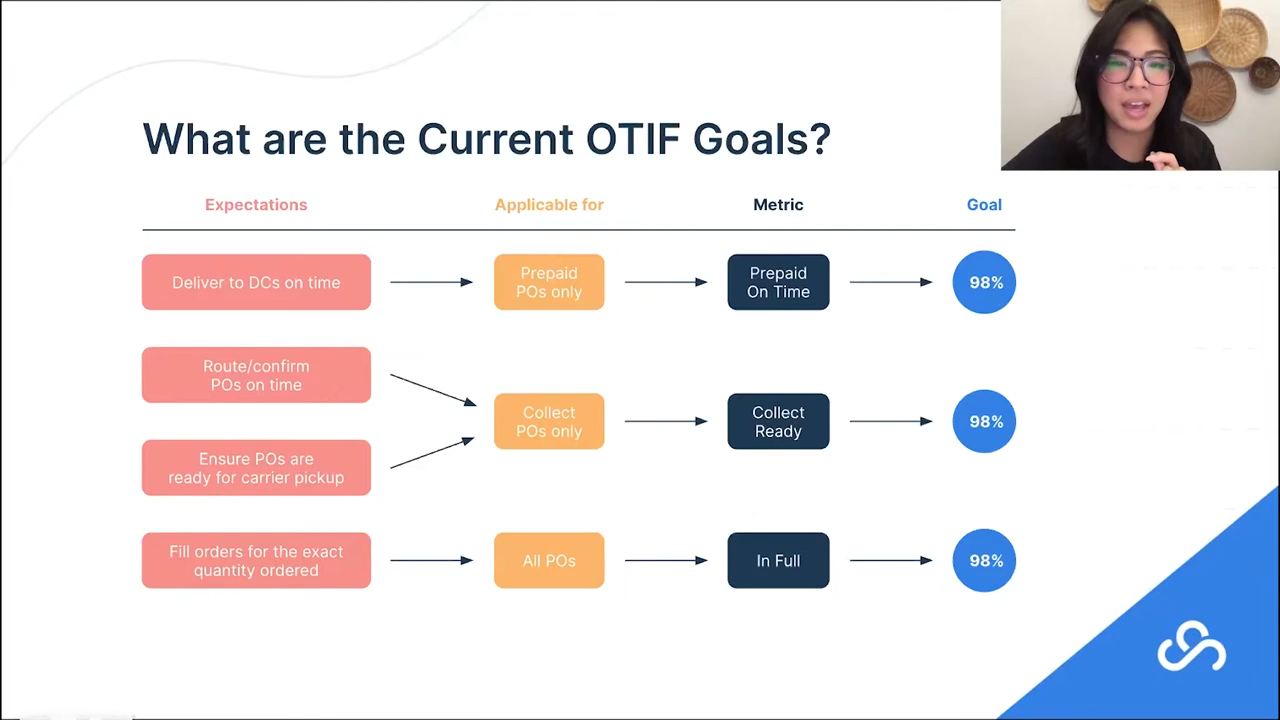 What are the Current OTIF Goals?
Expectations
Applicable for
Metric
Goal
Deliver to DCs on time
Prepaid
POs only
Prepaid
On Time
98%
Route/confirm
POs on time
Ensure POs are
ready for carrier pickup
Collect
POs only
Collect
Ready
98%
Fill orders for the exact
quantity ordered
All POs
In Full
98%